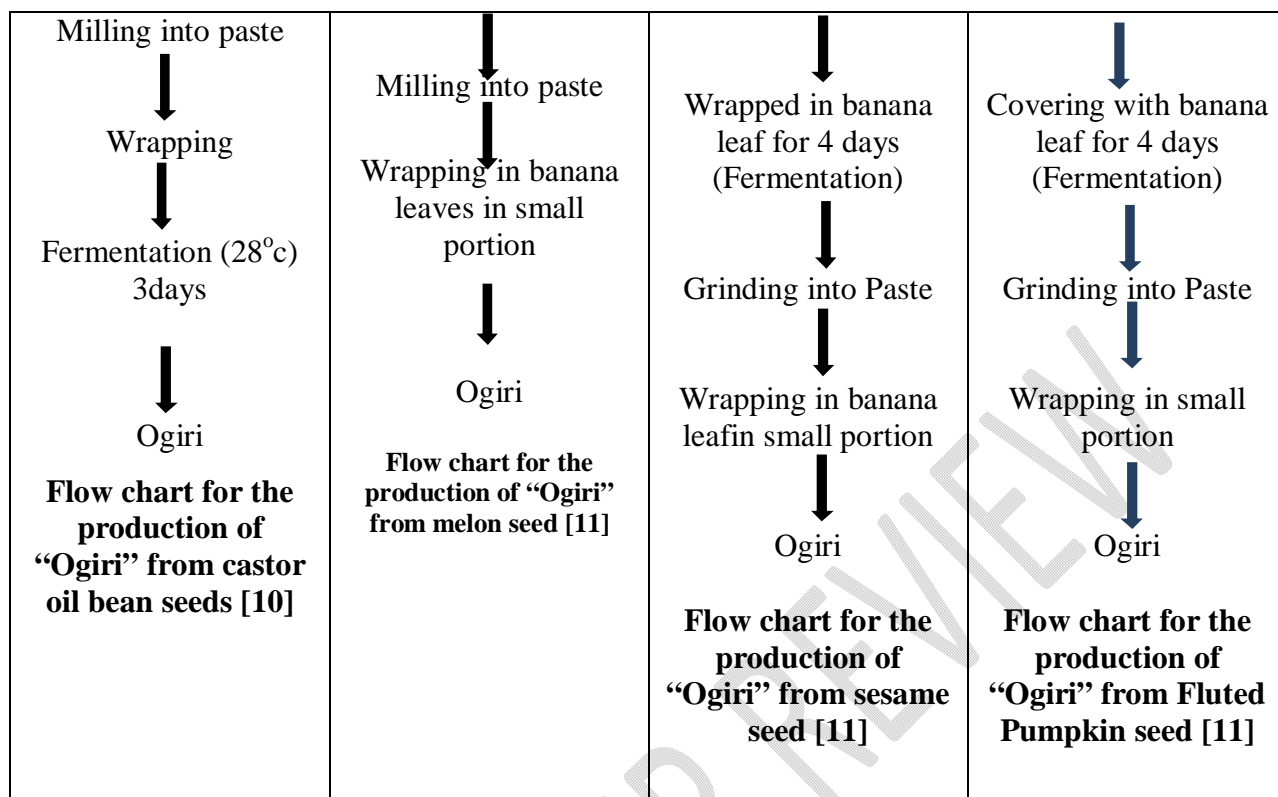 Milling into paste
Wrapping
Fermentation (28°c)
3days
Ogiri
Flow chart for the
production of
“Ogiri” from castor
oil bean seeds [10]
Milling into paste
Wrapping in banana
leaves in small
portion
Ogiri
Flow chart for the
production of “Ogiri”
from melon seed [11]
Wrapped in banana
leaf for 4 days
(Fermentation)
Grinding into Paste
Wrapping in banana
leafin small portion
Ogiri
Flow chart for the
production of
“Ogiri” from sesame
seed [11]
Covering with banana
leaf for 4 days
(Fermentation)
Grinding into Paste
Wrapping in small
portion
Ogiri
Flow chart for the
production of
“Ogiri” from Fluted
Pumpkin seed [11]
REVIEW